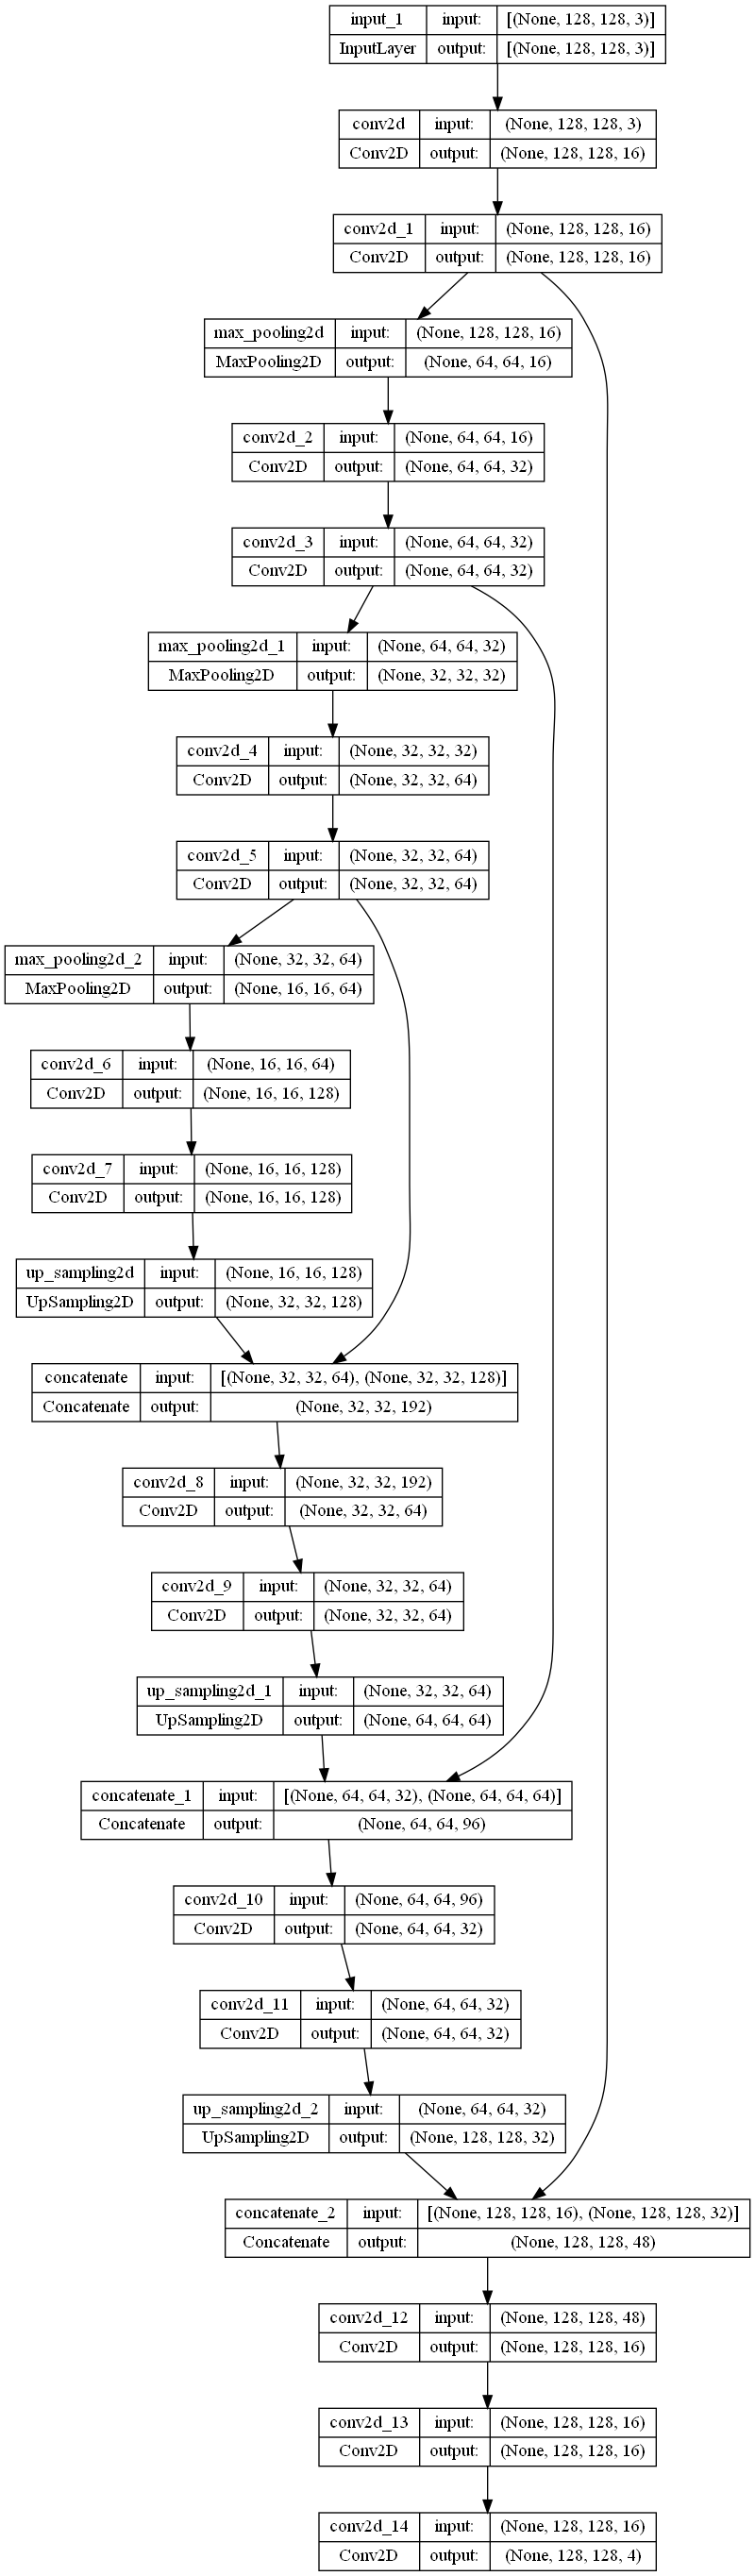 input_1 input: [(None, 128, 128, 3)]
InputLayer output: [(None, 128, 128, 3)]
conv2d input: (None, 128, 128, 3)
Conv2D output: (None, 128, 128, 16)
conv2d_1 input: (None, 128, 128, 16)
Conv2D output: (None, 128, 128, 16)
max_pooling2d input: (None, 128, 128, 16)
MaxPooling2D output: (None, 64, 64, 16)
conv2d_2 input: (None, 64, 64, 16)
Conv2D output: (None, 64, 64, 32)
conv2d_3 input: (None, 64, 64, 32)
Conv2D output: (None, 64, 64, 32)
max_pooling2d_1 input: (None, 64, 64, 32)
MaxPooling2D output: (None, 32, 32, 32)
conv2d_4 input: (None, 32, 32, 32)
Conv2D output: (None, 32, 32, 64)
conv2d_5 input: (None, 32, 32, 64)
Conv2D output: (None, 32, 32, 64)
max_pooling2d_2 input: (None, 32, 32, 64)
MaxPooling2D output: (None, 16, 16, 64)
conv2d_6 input: (None, 16, 16, 64)
Conv2D output: (None, 16, 16, 128)
conv2d_7 input: (None, 16, 16, 128)
Conv2D output: (None, 16, 16, 128)
up_sampling2d input: (None, 16, 16, 128)
UpSampling2D output: (None, 32, 32, 128)
concatenate input: [(None, 32, 32, 64), (None, 32, 32, 128)]
Concatenate output: (None, 32, 32, 192)
conv2d_8 input: (None, 32, 32, 192)
Conv2D output: (None, 32, 32, 64)
conv2d_9 input: (None, 32, 32, 64)
Conv2D output: (None, 32, 32, 64)
up_sampling2d_1 input: (None, 32, 32, 64)
UpSampling2D output: (None, 64, 64, 64)
concatenate_1 input: [(None, 64, 64, 32), (None, 64, 64, 64)]
Concatenate output: (None, 64, 64, 96)
conv2d_10 input: (None, 64, 64, 96)
Conv2D output: (None, 64, 64, 32)
conv2d_11 input: (None, 64, 64, 32)
Conv2D output: (None, 64, 64, 32)
up_sampling2d_2 input: (None, 64, 64, 32)
UpSampling2D output: (None, 128, 128, 32)
concatenate_2 input: [(None, 128, 128, 16), (None, 128, 128, 32)]
Concatenate output: (None, 128, 128, 48)
conv2d_12 input: (None, 128, 128, 48)
Conv2D output: (None, 128, 128, 16)
conv2d_13 input: (None, 128, 128, 16)
Conv2D output: (None, 128, 128, 16)
conv2d_14 input: (None, 128, 128, 16)
Conv2D output: (None, 128, 128, 4)